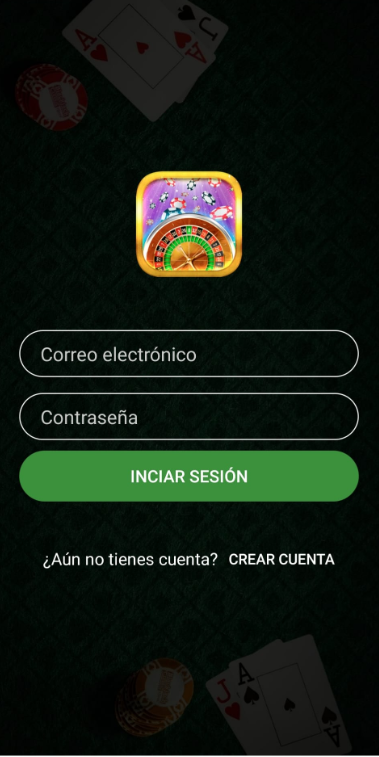 Correo electrónico
Contraseña
INCIAR SESIÓN
¿Aún no tienes cuenta? CREAR CUENTA